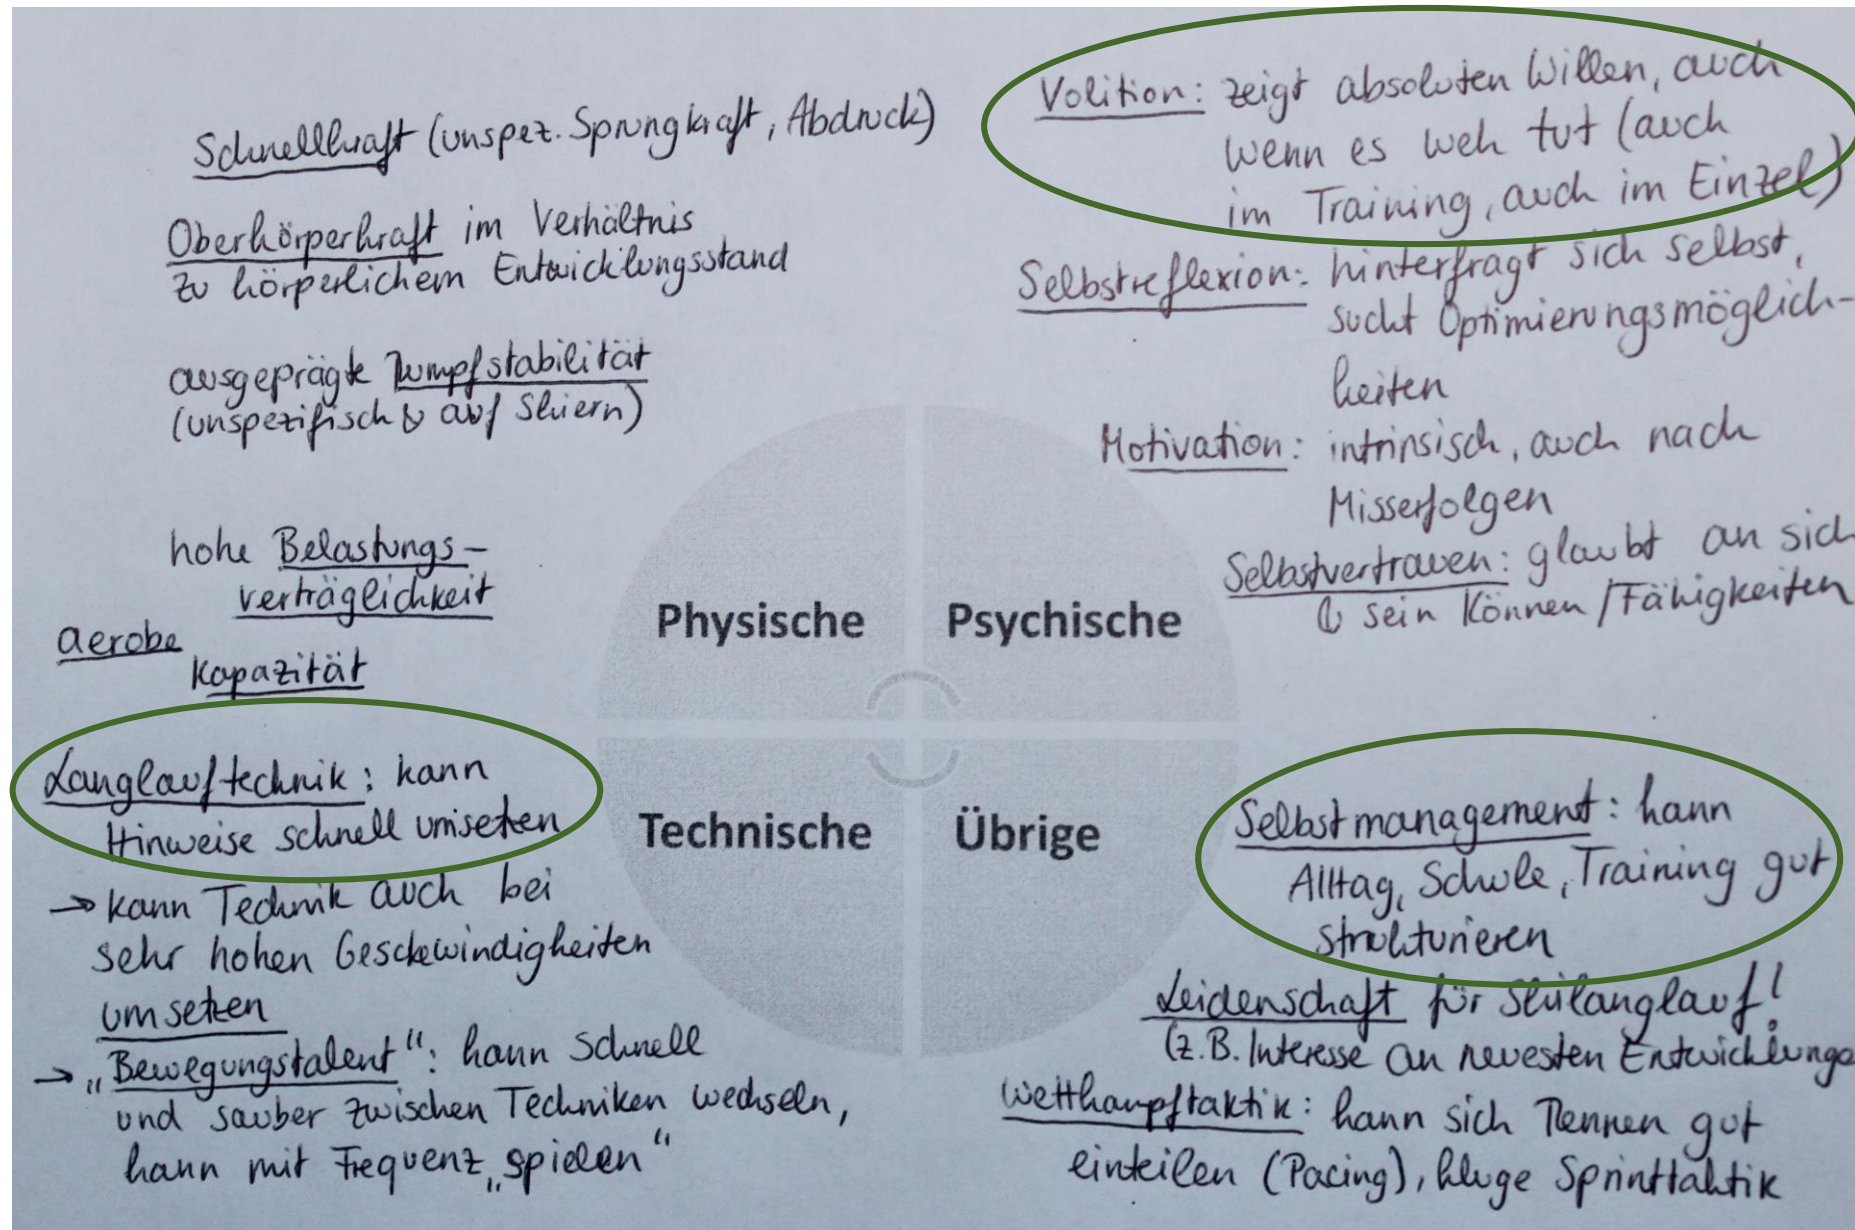 Schnellkraft (unspez. Sprungkraft, Abdruck)
Oberkörperkraft im Verhältnis
zu körperlichem Entwicklungsstand
ausgeprägte Rumpfstabilität
(unspezifisch & auf Skiern)
hohe Belastungs-
verträglichkeit
aerobe
Kapazität
Volition: zeigt absoluten Willen, auch
wenn es weh tut (auch
im Training, auch im Einzel)
Selbstreflexion: hinterfragt sich selbst,
sucht Optimierungsmöglich-
keiten
Motivation: intrinsisch, auch nach
Misserfolgen
Selbstvertrauen: glaubt an sich
& sein Können/Fähigkeiten
Physische
Psychische
Technische
Übrige
Langlauftechnik: kann
Hinweise schnell umsetzen
→ kann Technik auch bei
sehr hohen Geschwindigkeiten
umsetzen
→ „Bewegungstalent“: kann schnell
und sauber zwischen Techniken wechseln,
kann mit Frequenz „spielen“
Selbstmanagement: kann
Alltag, Schule, Training gut
strukturieren
Leidenschaft für Skilanglauf!
(z.B. Interesse an neuesten Entwicklunge
Wettkampftaktik: kann sich Rennen gut
einteilen (Pacing), kluge Sprinttaktik